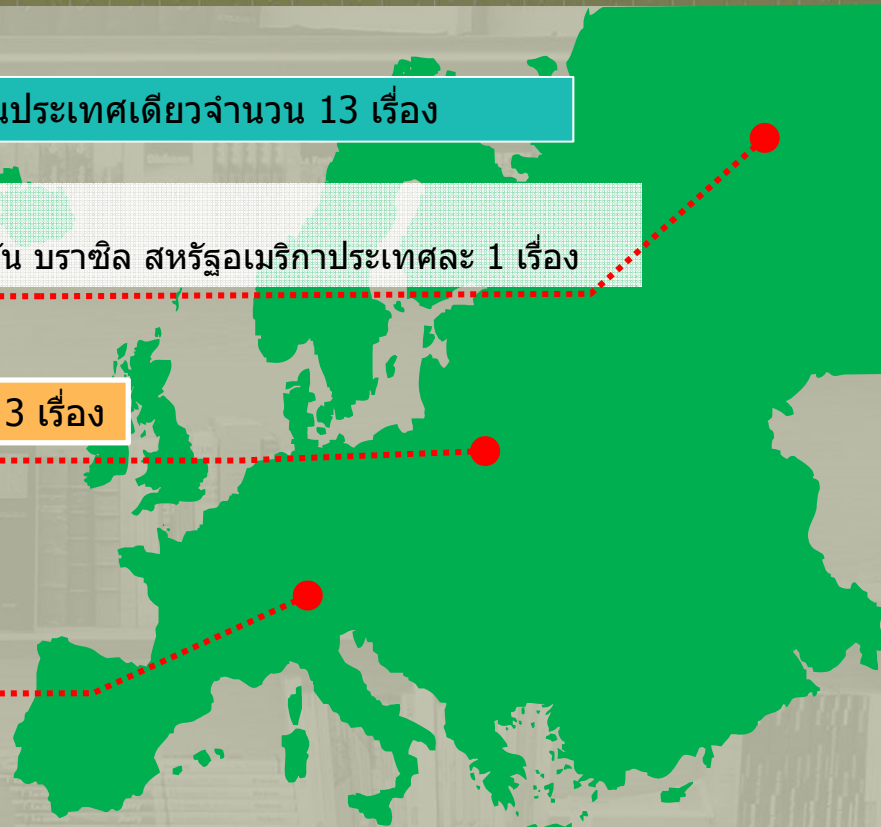 นประเทศเดียวจำนวน 13 เรื่อง
บราซิล สหรัฐอเมริกาประเทศละ 1 เรื่อง
3 เรื่อง